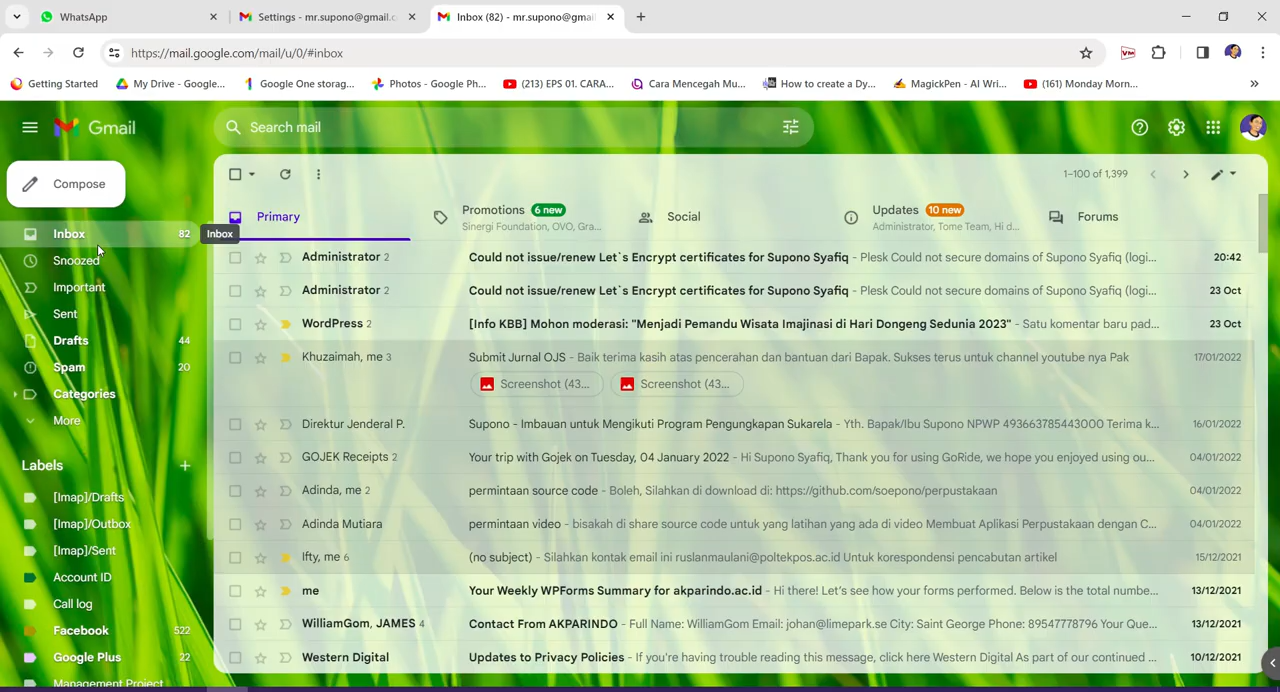 WhatsApp
Settings - mr.supono@gmail.c
Inbox (82) - mr.supono@gmai
https://mail.google.com/mail/u/0/#inbox
Getting Started
My Drive - Google...
Google One storag...
Photos - Google Ph...
(213) EPS 01. CARA...
Cara Mencegah Mu...
How to create a Dy...
MagickPen - AI Wri...
(161) Monday Morn...
Gmail
Search mail
Compose
1–100 of 1,399
Inbox 82
Inbox
Snoozed
Important
Sent
Drafts 44
Spam 20
Categories
More
Labels
[Imap]/Drafts
[Imap]/Outbox
[Imap]/Sent
Account ID
Call log
Facebook 522
Google Plus 22
Management Project
Primary
Promotions 6 new
Sinergi Foundation, OVO, Gra...
Social
Updates 10 new
Administrator, Tome Team, Hi d...
Forums
Administrator 2 Could not issue/renew Let`s Encrypt certificates for Supono Syafiq - Plesk Could not secure domains of Supono Syafiq (logi... 20:42
Administrator 2 Could not issue/renew Let`s Encrypt certificates for Supono Syafiq - Plesk Could not secure domains of Supono Syafiq (logi... 23 Oct
WordPress 2 [Info KBB] Mohon moderasi: "Menjadi Pemandu Wisata Imajinasi di Hari Dongeng Sedunia 2023" - Satu komentar baru pad... 23 Oct
Khuzaimah, me 3 Submit Jurnal OJS - Baik terima kasih atas pencerahan dan bantuan dari Bapak. Sukses terus untuk channel youtube nya Pak 17/01/2022
Screenshot (43... Screenshot (43...
Direktur Jenderal P. Supono - Imbauan untuk Mengikuti Program Pengungkapan Sukarela - Yth. Bapak/Ibu Supono NPWP 493663785443000 Terima k... 16/01/2022
GOJEK Receipts 2 Your trip with Gojek on Tuesday, 04 January 2022 - Hi Supono Syafiq, Thank you for using GoRide, we hope you enjoyed using ou... 04/01/2022
Adinda, me 2 permintaan source code - Boleh, Silahkan di download di: https://github.com/soepono/perpustakaan 04/01/2022
Adinda Mutiara permintaan video - bisakah di share source code untuk yang latihan yang ada di video Membuat Aplikasi Perpustakaan dengan C... 04/01/2022
Ifty, me 6 (no subject) - Silahkan kontak email ini ruslanmaulani@poltekpos.ac.id Untuk korespondensi pencabutan artikel 15/12/2021
me Your Weekly WPForms Summary for akparindo.ac.id - Hi there! Let's see how your forms performed. Below is the total numbe... 13/12/2021
WilliamGom, JAMES 4 Contact From AKPARINDO - Full Name: WilliamGom Email: johan@limepark.se City: Saint George Phone: 89547778796 Your Que... 13/12/2021
Western Digital Updates to Privacy Policies - If you're having trouble reading this message, click here Western Digital As part of our continued ... 10/12/2021